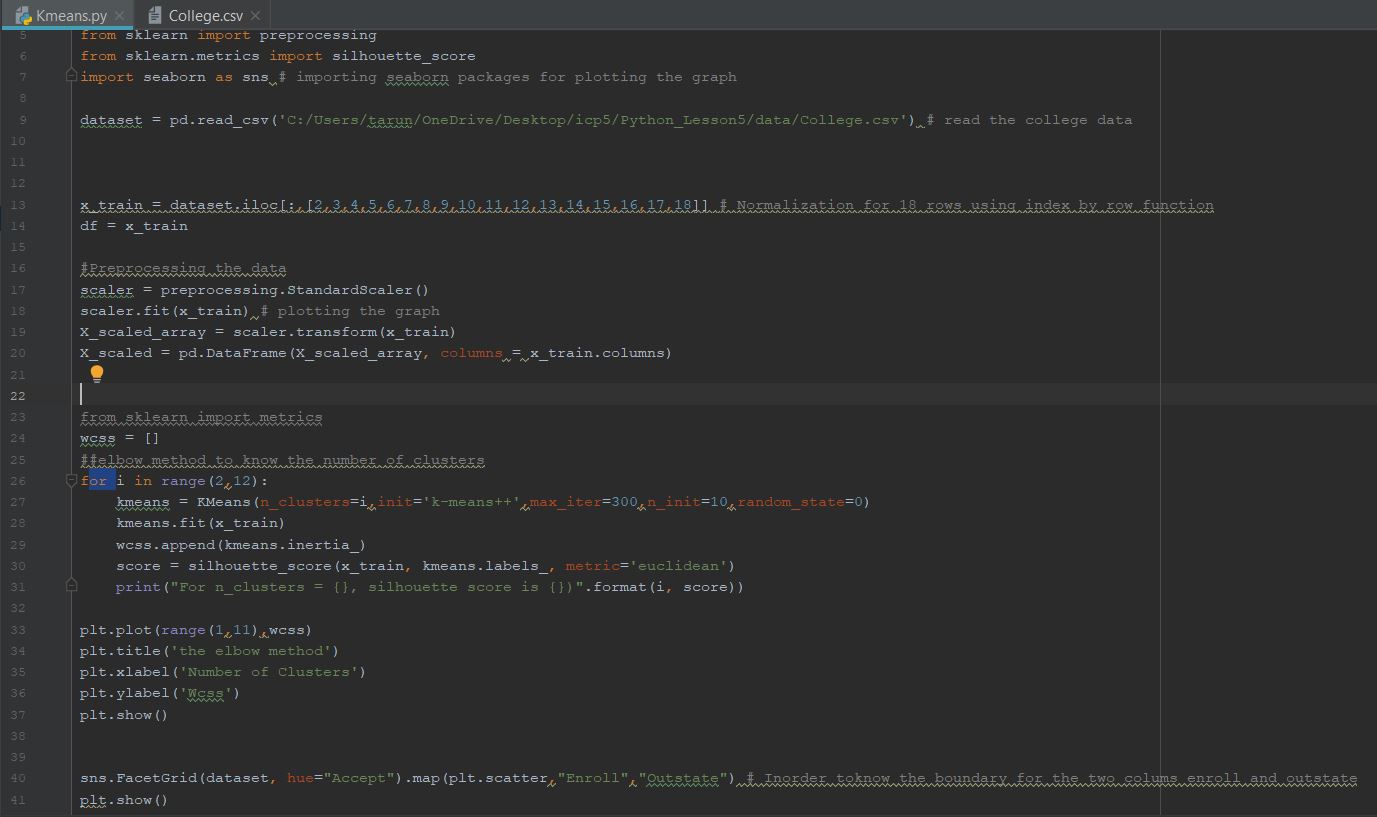 Kmeans.py College.csv
5 from sklearn import preprocessing
6 from sklearn.metrics import silhouette_score
7 import seaborn as sns # importing seaborn packages for plotting the graph
8
9 dataset = pd.read_csv('C:/Users/tarun/OneDrive/Desktop/icp5/Python_Lesson5/data/College.csv') # read the college data
10
11
12
13 x_train = dataset.iloc[:,[2,3,4,5,6,7,8,9,10,11,12,13,14,15,16,17,18]] # Normalization for 18 rows using index by row function
14 df = x_train
15
16 #Preprocessing the data
17 scaler = preprocessing.StandardScaler()
18 scaler.fit(x_train) # plotting the graph
19 X_scaled_array = scaler.transform(x_train)
20 X_scaled = pd.DataFrame(X_scaled_array, columns = x_train.columns)
21
22
23 from sklearn import metrics
24 wcss = []
25 ##elbow method to know the number of clusters
26 for i in range(2,12):
27     kmeans = KMeans(n_clusters=i,init='k-means++',max_iter=300,n_init=10,random_state=0)
28     kmeans.fit(x_train)
29     wcss.append(kmeans.inertia_)
30     score = silhouette_score(x_train, kmeans.labels_, metric='euclidean')
31     print("For n_clusters = {}, silhouette score is {})".format(i, score))
32
33 plt.plot(range(1,11),wcss)
34 plt.title('the elbow method')
35 plt.xlabel('Number of Clusters')
36 plt.ylabel('Wcss')
37 plt.show()
38
39
40 sns.FacetGrid(dataset, hue="Accept").map(plt.scatter,"Enroll","Outstate") # Inorder toknow the boundary for the two colums enroll and outstate
41 plt.show()